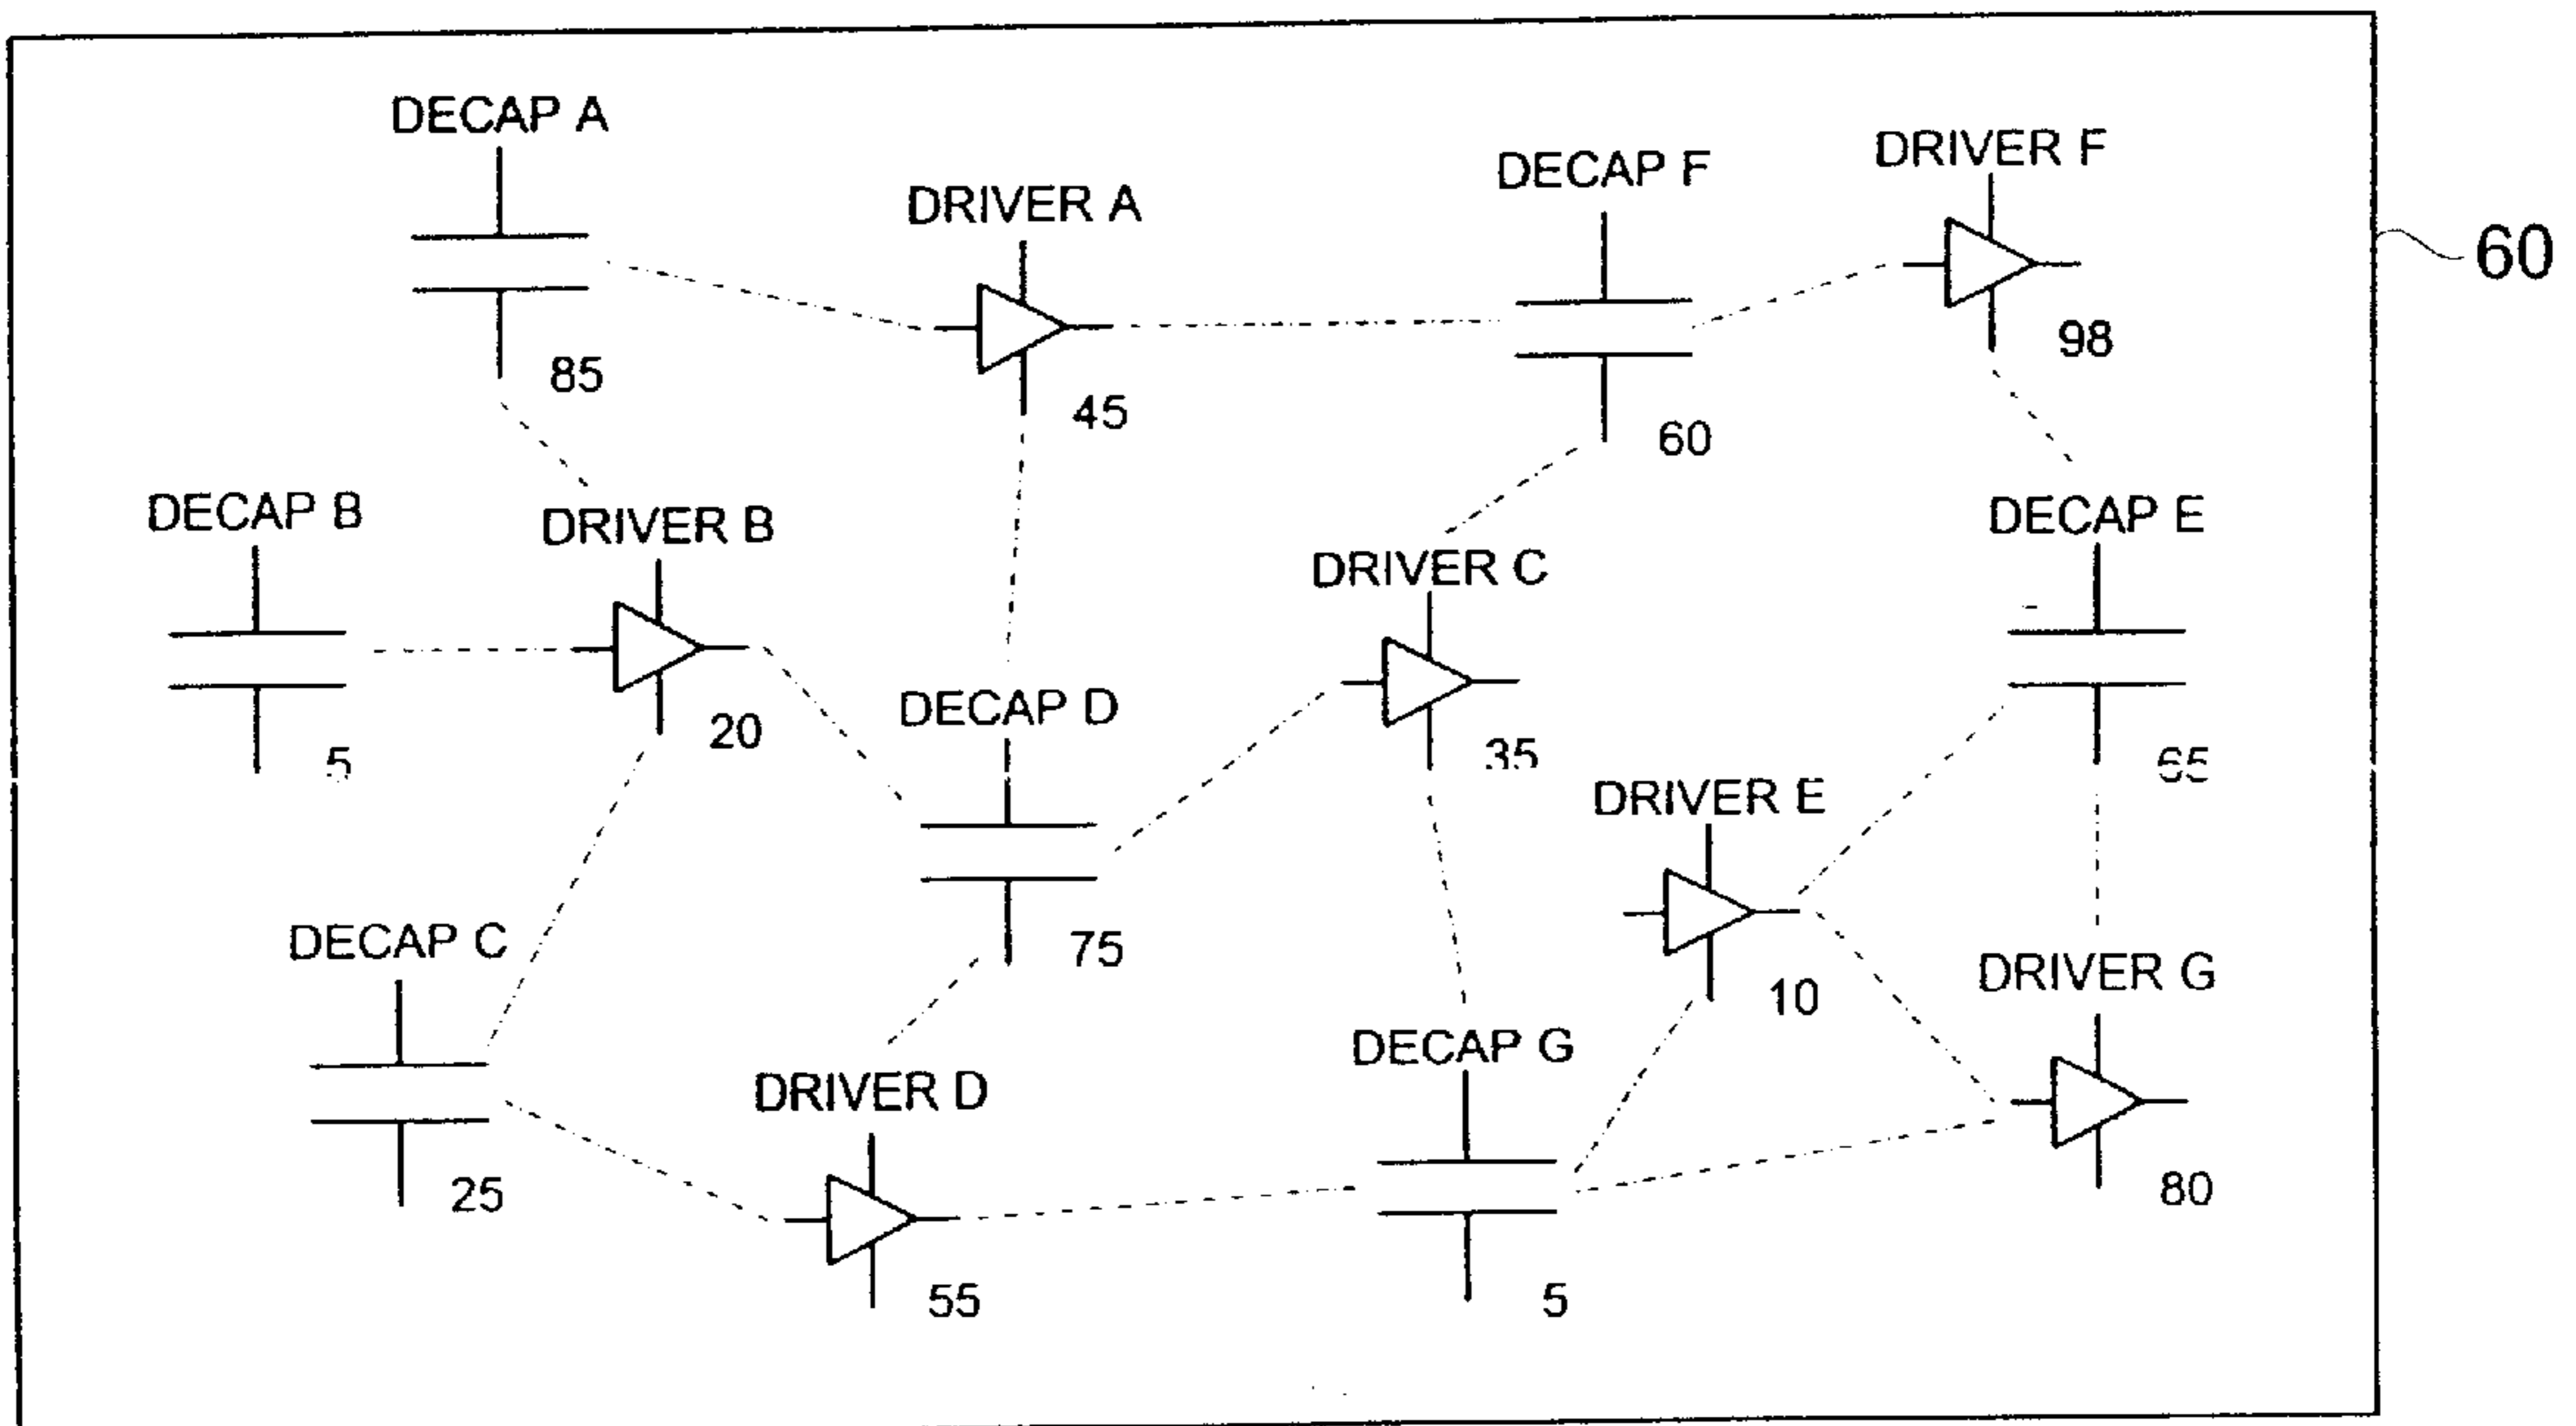 DECAP A
85
DRIVER A
45
DECAP F
60
DRIVER F
98
60
DECAP B
5
DRIVER B
20
DECAP D
75
DRIVER C
35
DECAP E
65
DRIVER E
10
DECAP C
25
DRIVER D
55
DECAP G
5
DRIVER G
80